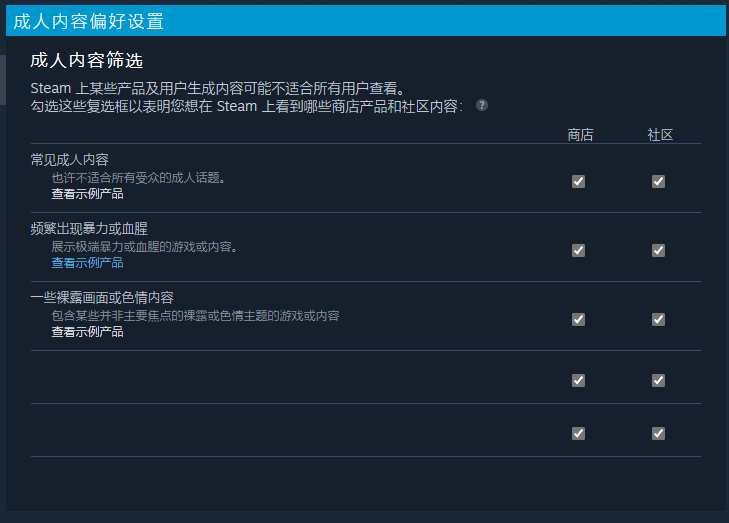 成人内容偏好设置
成人内容筛选
Steam 上某些产品及用户生成内容可能不适合所有用户查看。
勾选这些复选框以表明您想在 Steam 上看到哪些商店产品和社区内容： ?
商店 社区
常见成人内容
也许不适合所有受众的成人话题。
查看示例产品
频繁出现暴力或血腥
展示极端暴力或血腥的游戏或内容。
查看示例产品
一些裸露画面或色情内容
包含某些并非主要焦点的裸露或色情主题的游戏或内容
查看示例产品